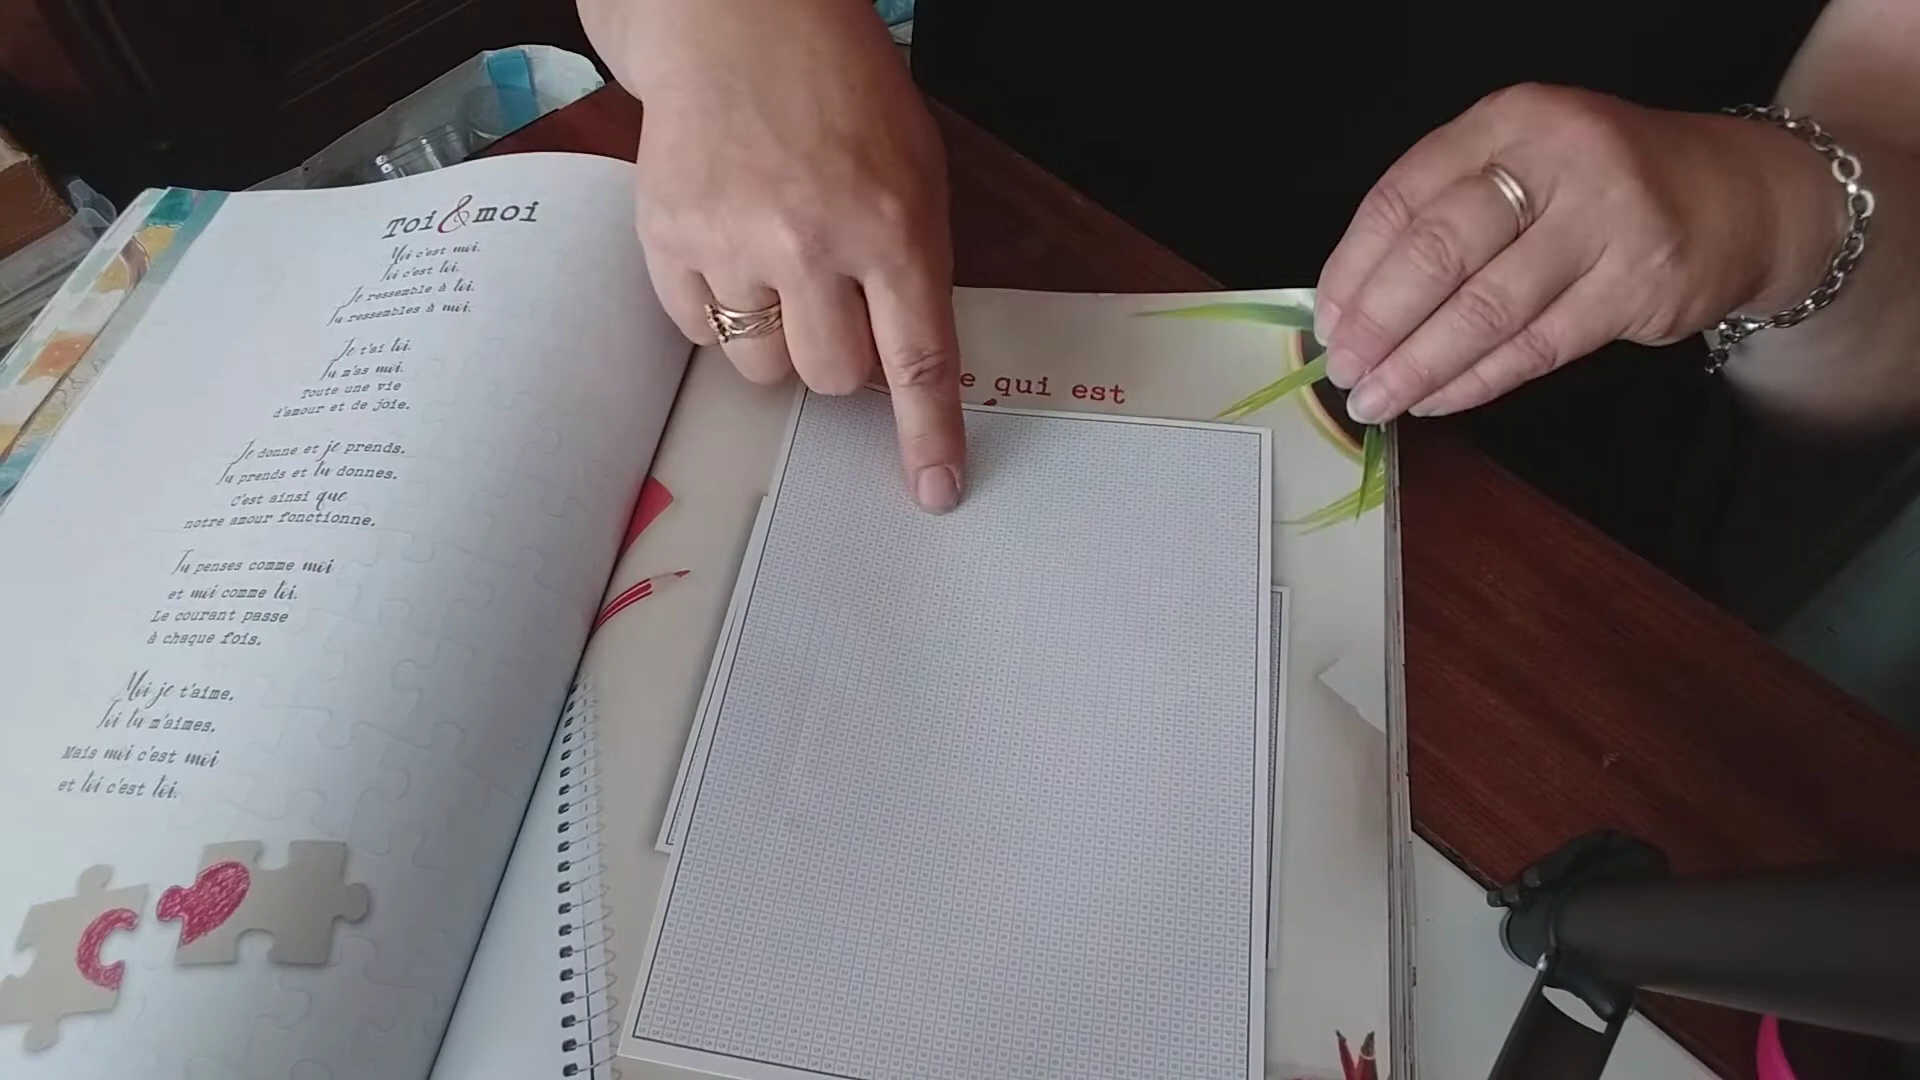 Toi & moi
Moi c'est moi.
Toi c'est toi.
Je ressemble à toi.
Tu ressembles à moi.
Je t'ai toi.
Tu m'as moi.
Toute une vie
d'amour et de joie.
Je donne et je prends.
Tu prends et tu donnes.
C'est ainsi que
notre amour fonctionne.
Tu penses comme moi
et moi comme toi.
Le courant passe
à chaque fois.
Moi je t'aime.
Toi tu m'aimes.
Mais moi c'est moi
et toi c'est toi.
e qui est